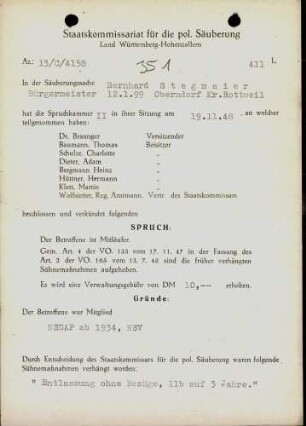 Staatskommissariat für die pol. Säuberung
Land Württemberg-Hohenzollern
Az.: 13/C/4158 351 411 L
In der Säuberungssache Bernhard Stegmaier
Bürgermeister 12.1.99 Oberndorf Kr.Rottweil
hat die Spruchkammer II in ihrer Sitzung am 19.11.48 , an welcher
teilgenommen haben:
Dr. Vorsitzender
Baumann, Thomas Beisitzer
Schulze, Charlotte „
Dieter, Adam „
Bergmann, Heinz „
Hüttner, Hermann „
Klett, Martin „
Wolfstetter, Reg. Amtmann, Vertr. des Staatskommissars.
beschlossen und verkündet folgenden
SPRUCH:
Der Betroffene ist Mitläufer.
Gem. Art. 4 der VO. 133 vom 17. 11. 47 in der Fassung des
Art. 2 der VO. 165 vom 13. 7. 48 sind die früher verhängten
Sühnemaßnahmen aufgehoben.
Es wird eine Verwaltungsgebühr von DM 10,-- erhoben.
Gründe:
Der Betroffene war Mitglied
NSDAP ab 1934, NSV
Durch Entscheidung des Staatskommissars für die pol. Säuberung waren folgende
Sühnemaßnahmen verhängt worden:
" Entlassung ohne Bezüge, 11b auf 3 Jahre."